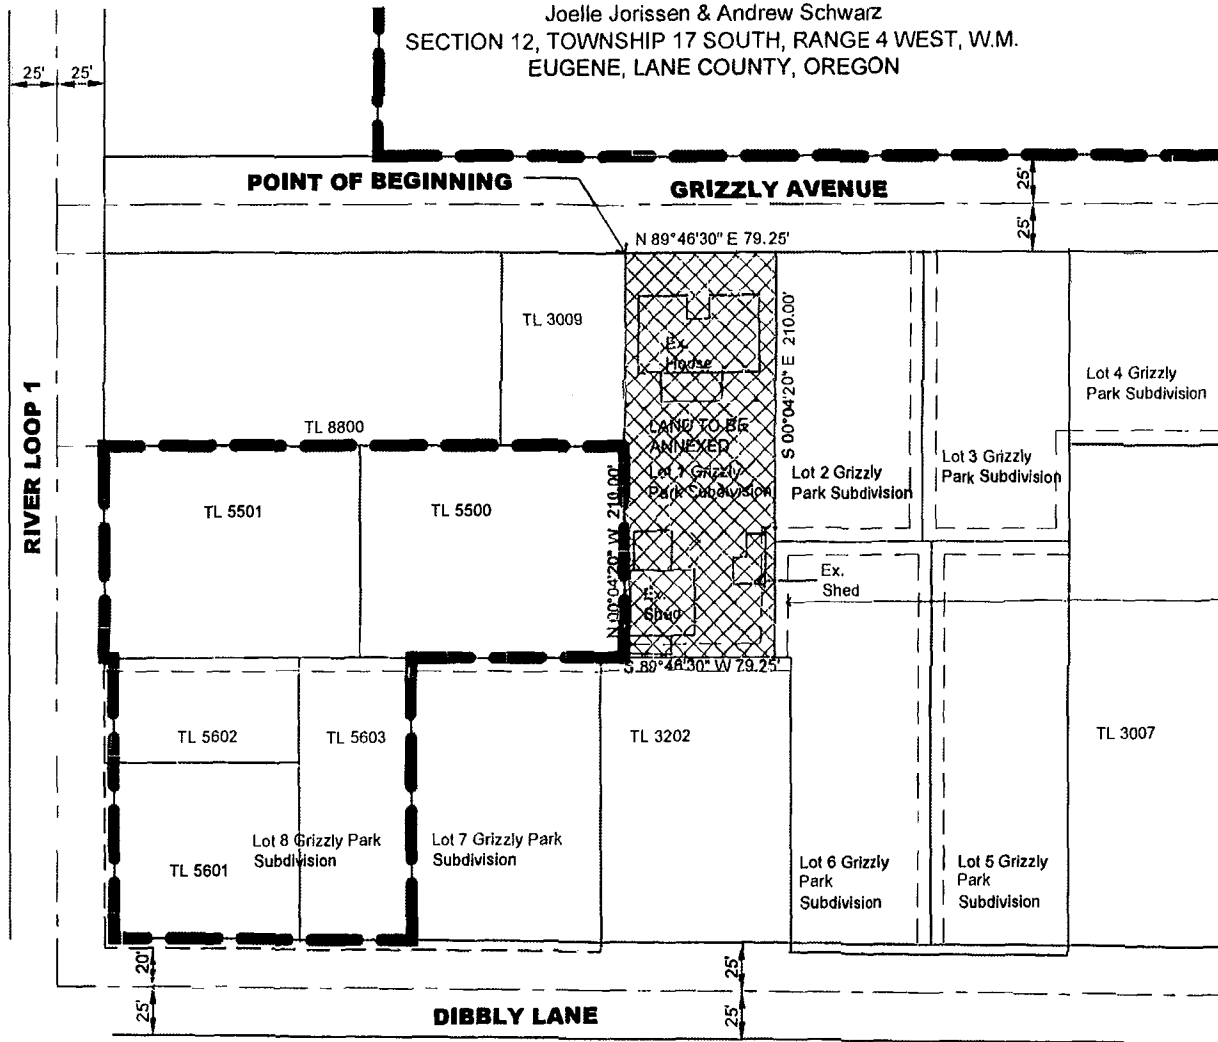 Joelle Jorissen & Andrew Schwarz
SECTION 12, TOWNSHIP 17 SOUTH, RANGE 4 WEST, W.M.
EUGENE, LANE COUNTY, OREGON
25'
25'
POINT OF BEGINNING
GRIZZLY AVENUE
25'
25'
N 89°46'30" E 79.25'
TL 3009
Ex.
House
S 00°04'20" E 210.00'
Lot 4 Grizzly
Park Subdivision
RIVER LOOP 1
TL 8800
LAND TO BE
ANNEXED
Lot 1 Grizzly
Park Subdivision
Lot 2 Grizzly
Park Subdivision
Lot 3 Grizzly
Park Subdivision
TL 5501
TL 5500
N 00°04'20" W 210.00'
Ex.
Shed
Ex.
Shed
S 89°46'30" W 79.25'
TL 5602
TL 5603
TL 3202
TL 3007
Lot 8 Grizzly Park
Subdivision
Lot 7 Grizzly Park
Subdivision
TL 5601
Lot 6 Grizzly
Park
Subdivision
Lot 5 Grizzly
Park
Subdivision
20'
25'
25'
25'
DIBBLY LANE